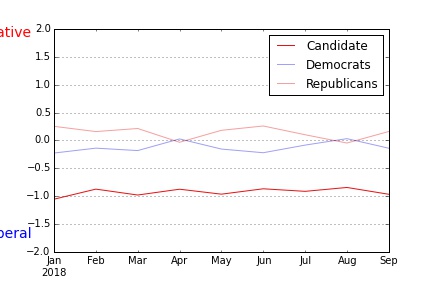 ative
2.0
1.5
1.0
0.5
0.0
−0.5
−1.0
−1.5
−2.0
beral
Candidate
Democrats
Republicans
Jan Feb Mar Apr May Jun Jul Aug Sep
2018